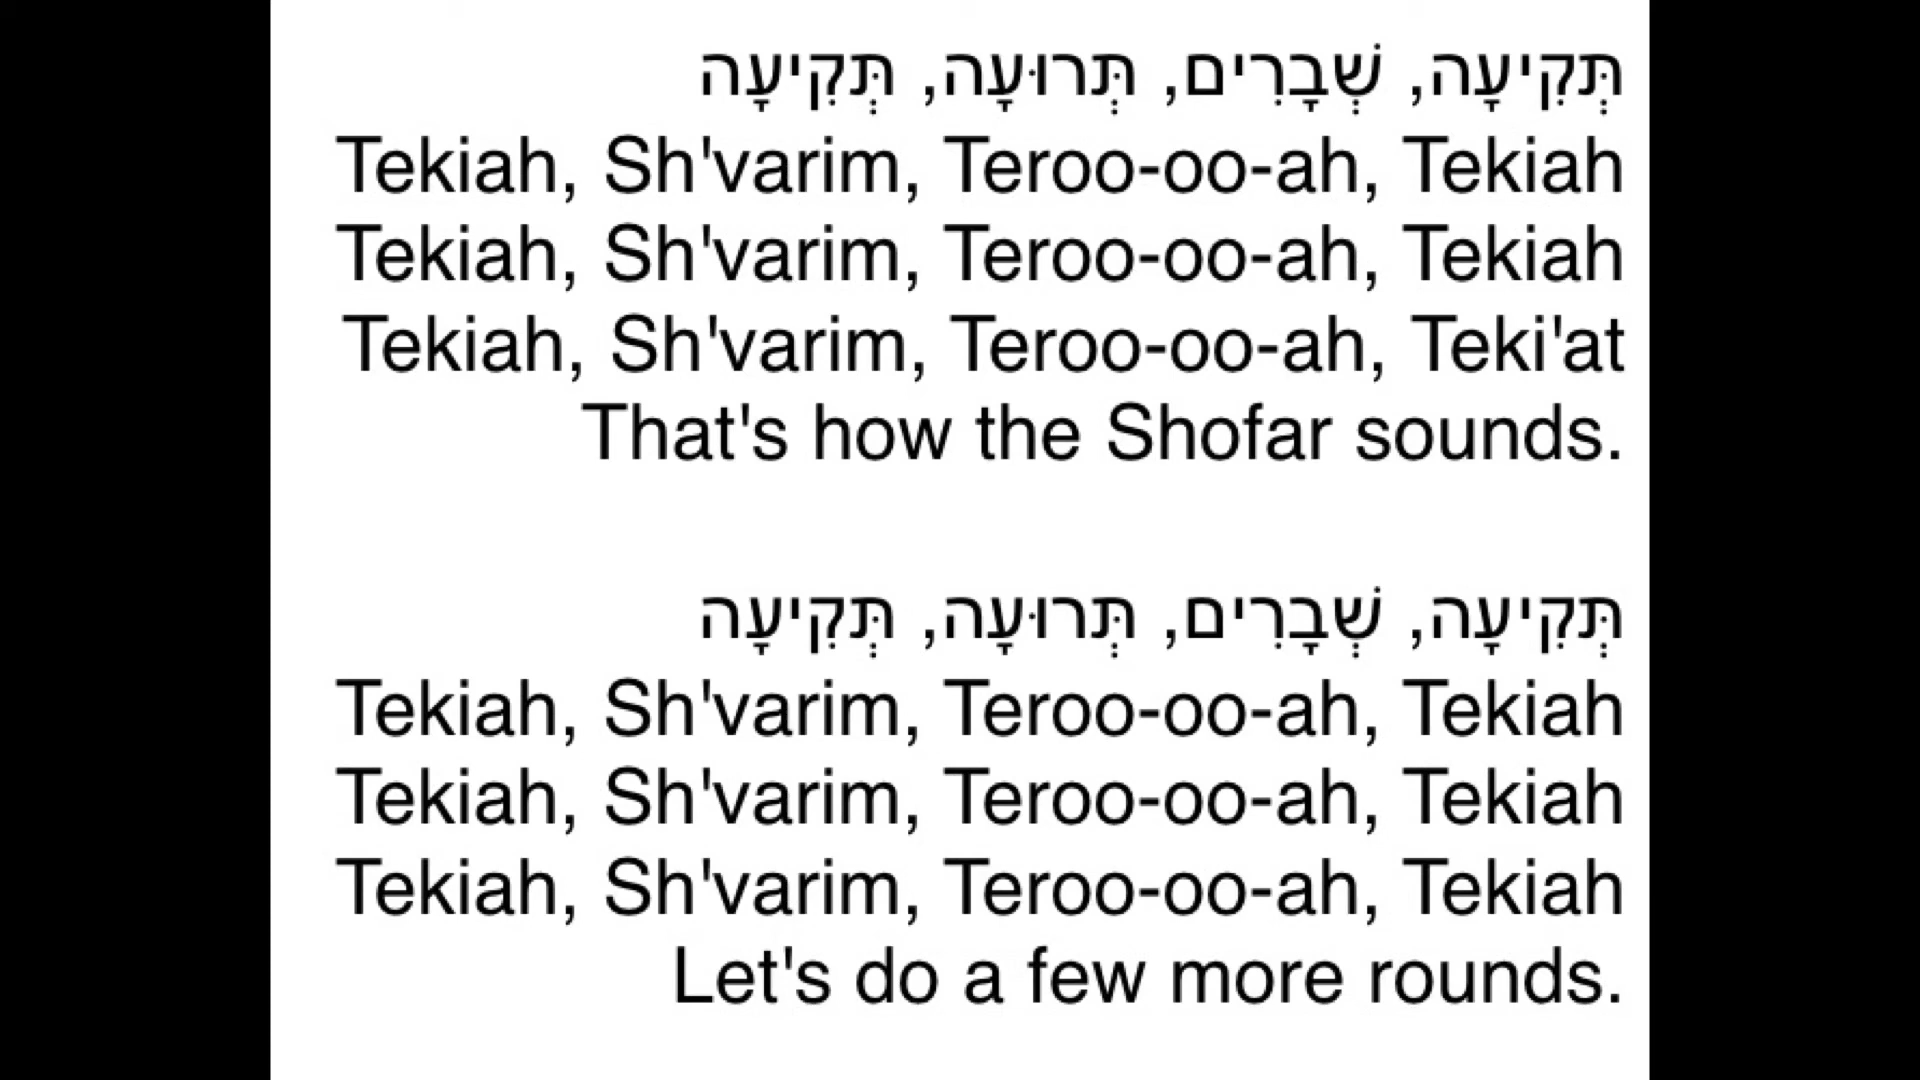 תְּקִיעָה, שְׁבָרִים, תְּרוּעָה, תְּקִיעָה
Tekiah, Sh'varim, Teroo-oo-ah, Tekiah
Tekiah, Sh'varim, Teroo-oo-ah, Tekiah
Tekiah, Sh'varim, Teroo-oo-ah, Teki'at
That's how the Shofar sounds.
תְּקִיעָה, שְׁבָרִים, תְּרוּעָה, תְּקִיעָה
Tekiah, Sh'varim, Teroo-oo-ah, Tekiah
Tekiah, Sh'varim, Teroo-oo-ah, Tekiah
Tekiah, Sh'varim, Teroo-oo-ah, Tekiah
Let's do a few more rounds.